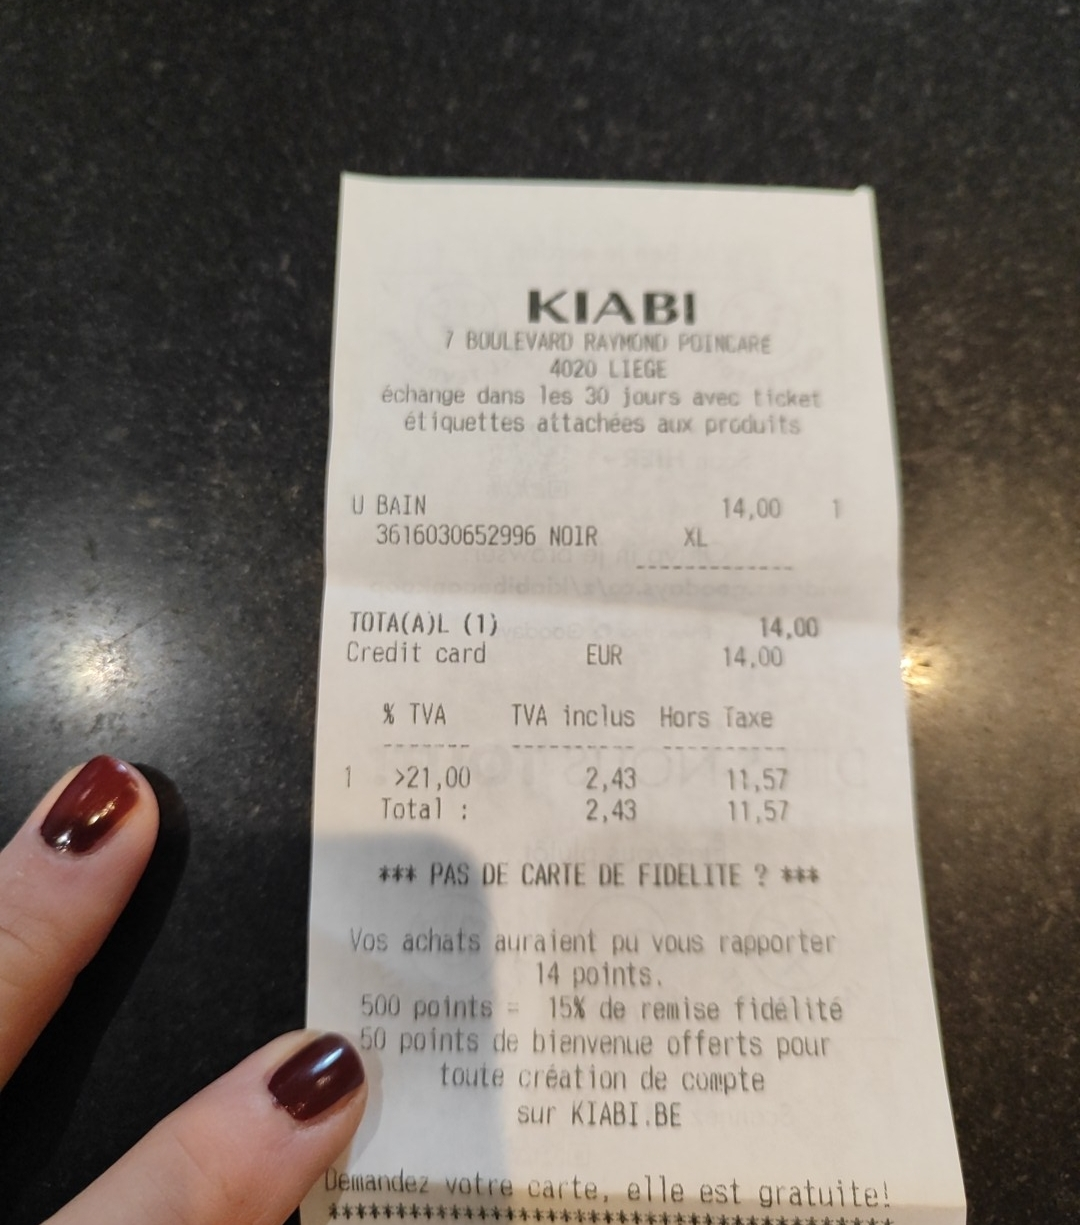 KIABI
7 BOULEVARD RAYMOND POINCARE
4020 LIEGE
échange dans les 30 jours avec ticket
étiquettes attachées aux produits
U BAIN 14,00 1
3616030652996 NOIR XL
--------------
TOTA(A)L (1) 14,00
Credit card EUR 14,00
% TVA TVA inclus Hors Taxe
------- ----------- -----------
1 >21,00 2,43 11,57
Total : 2,43 11,57
*** PAS DE CARTE DE FIDELITE ? ***
Vos achats auraient pu vous rapporter
14 points.
500 points = 15% de remise fidélité
50 points de bienvenue offerts pour
toute création de compte
sur KIABI.BE
Demandez votre carte, elle est gratuite!
****************************************